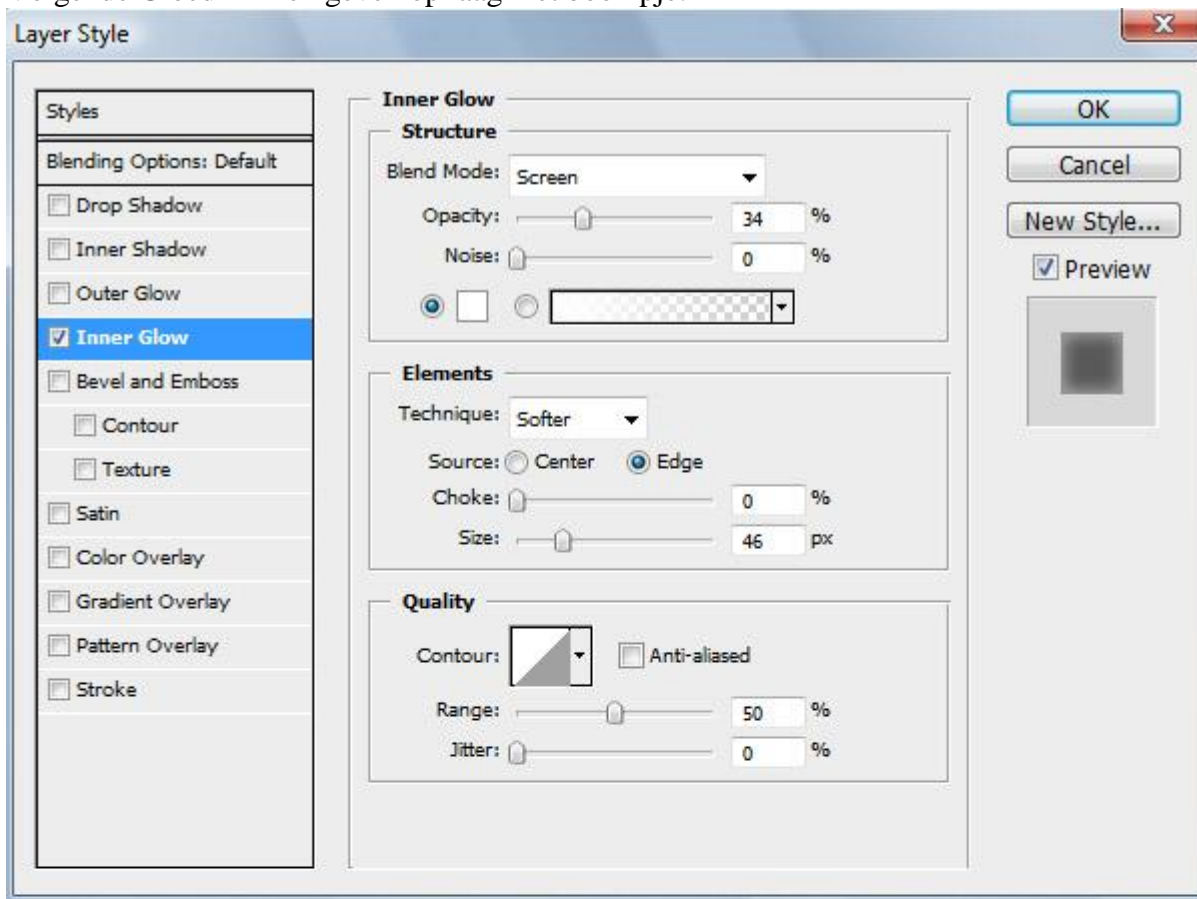 Layer Style
Styles
Blending Options: Default
Drop Shadow
Inner Shadow
Outer Glow
Inner Glow
Bevel and Emboss
Contour
Texture
Satin
Color Overlay
Gradient Overlay
Pattern Overlay
Stroke
Inner Glow
Structure
Blend Mode: Screen
Opacity: 34 %
Noise: 0 %
Elements
Technique: Softer
Source: Center Edge
Choke: 0 %
Size: 46 px
Quality
Contour: Anti-aliased
Range: 50 %
Jitter: 0 %
OK
Cancel
New Style...
Preview